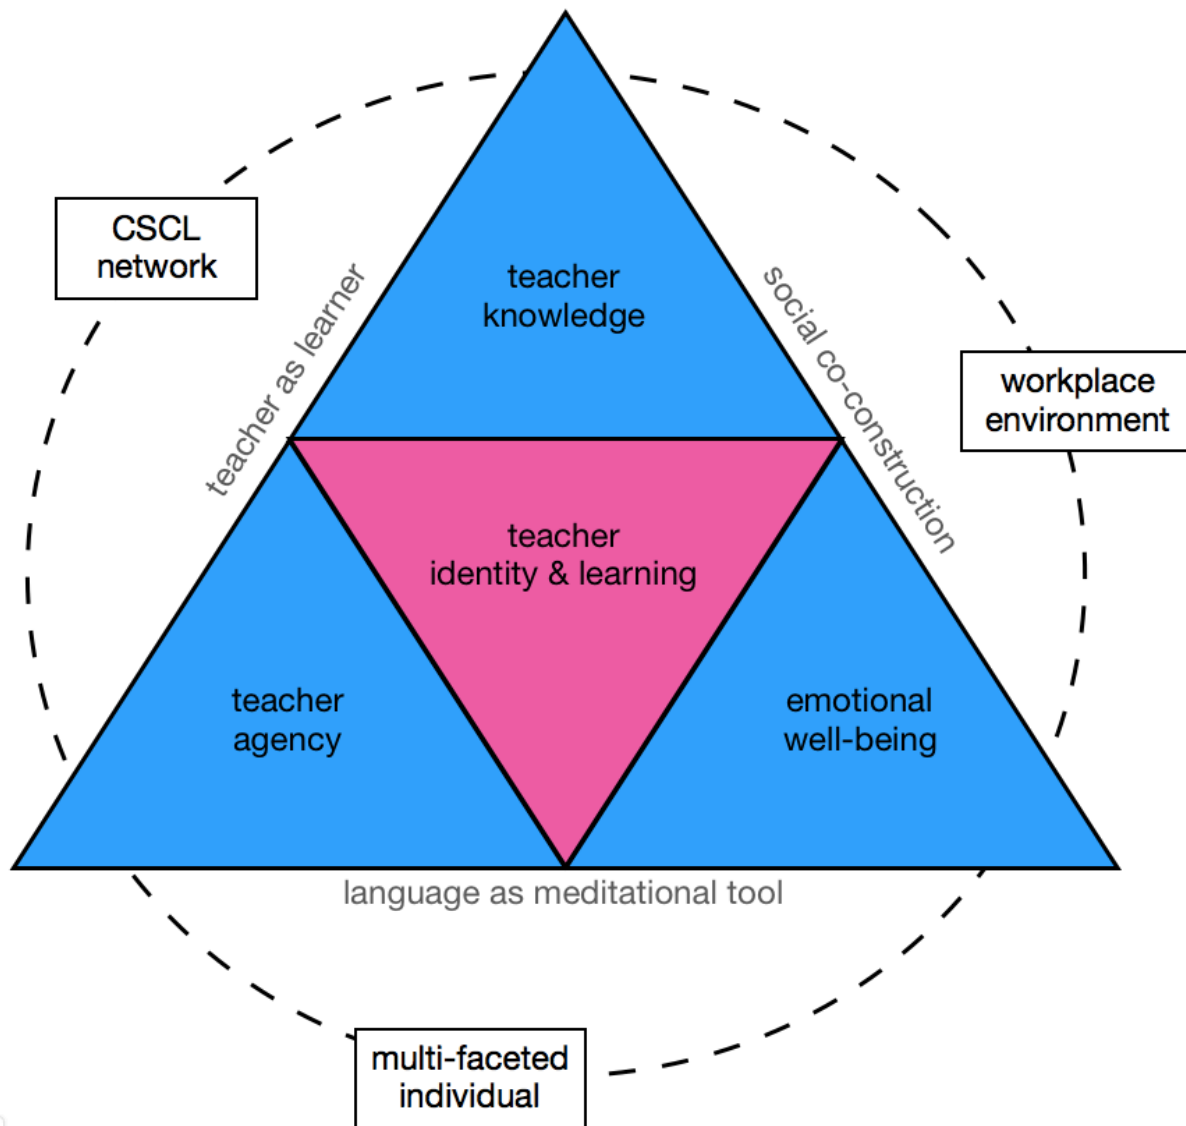 CSCL
network
teacher as learner
teacher
knowledge
social co-construction
workplace
environment
teacher
identity & learning
teacher
agency
emotional
well-being
language as meditational tool
multi-faceted
individual